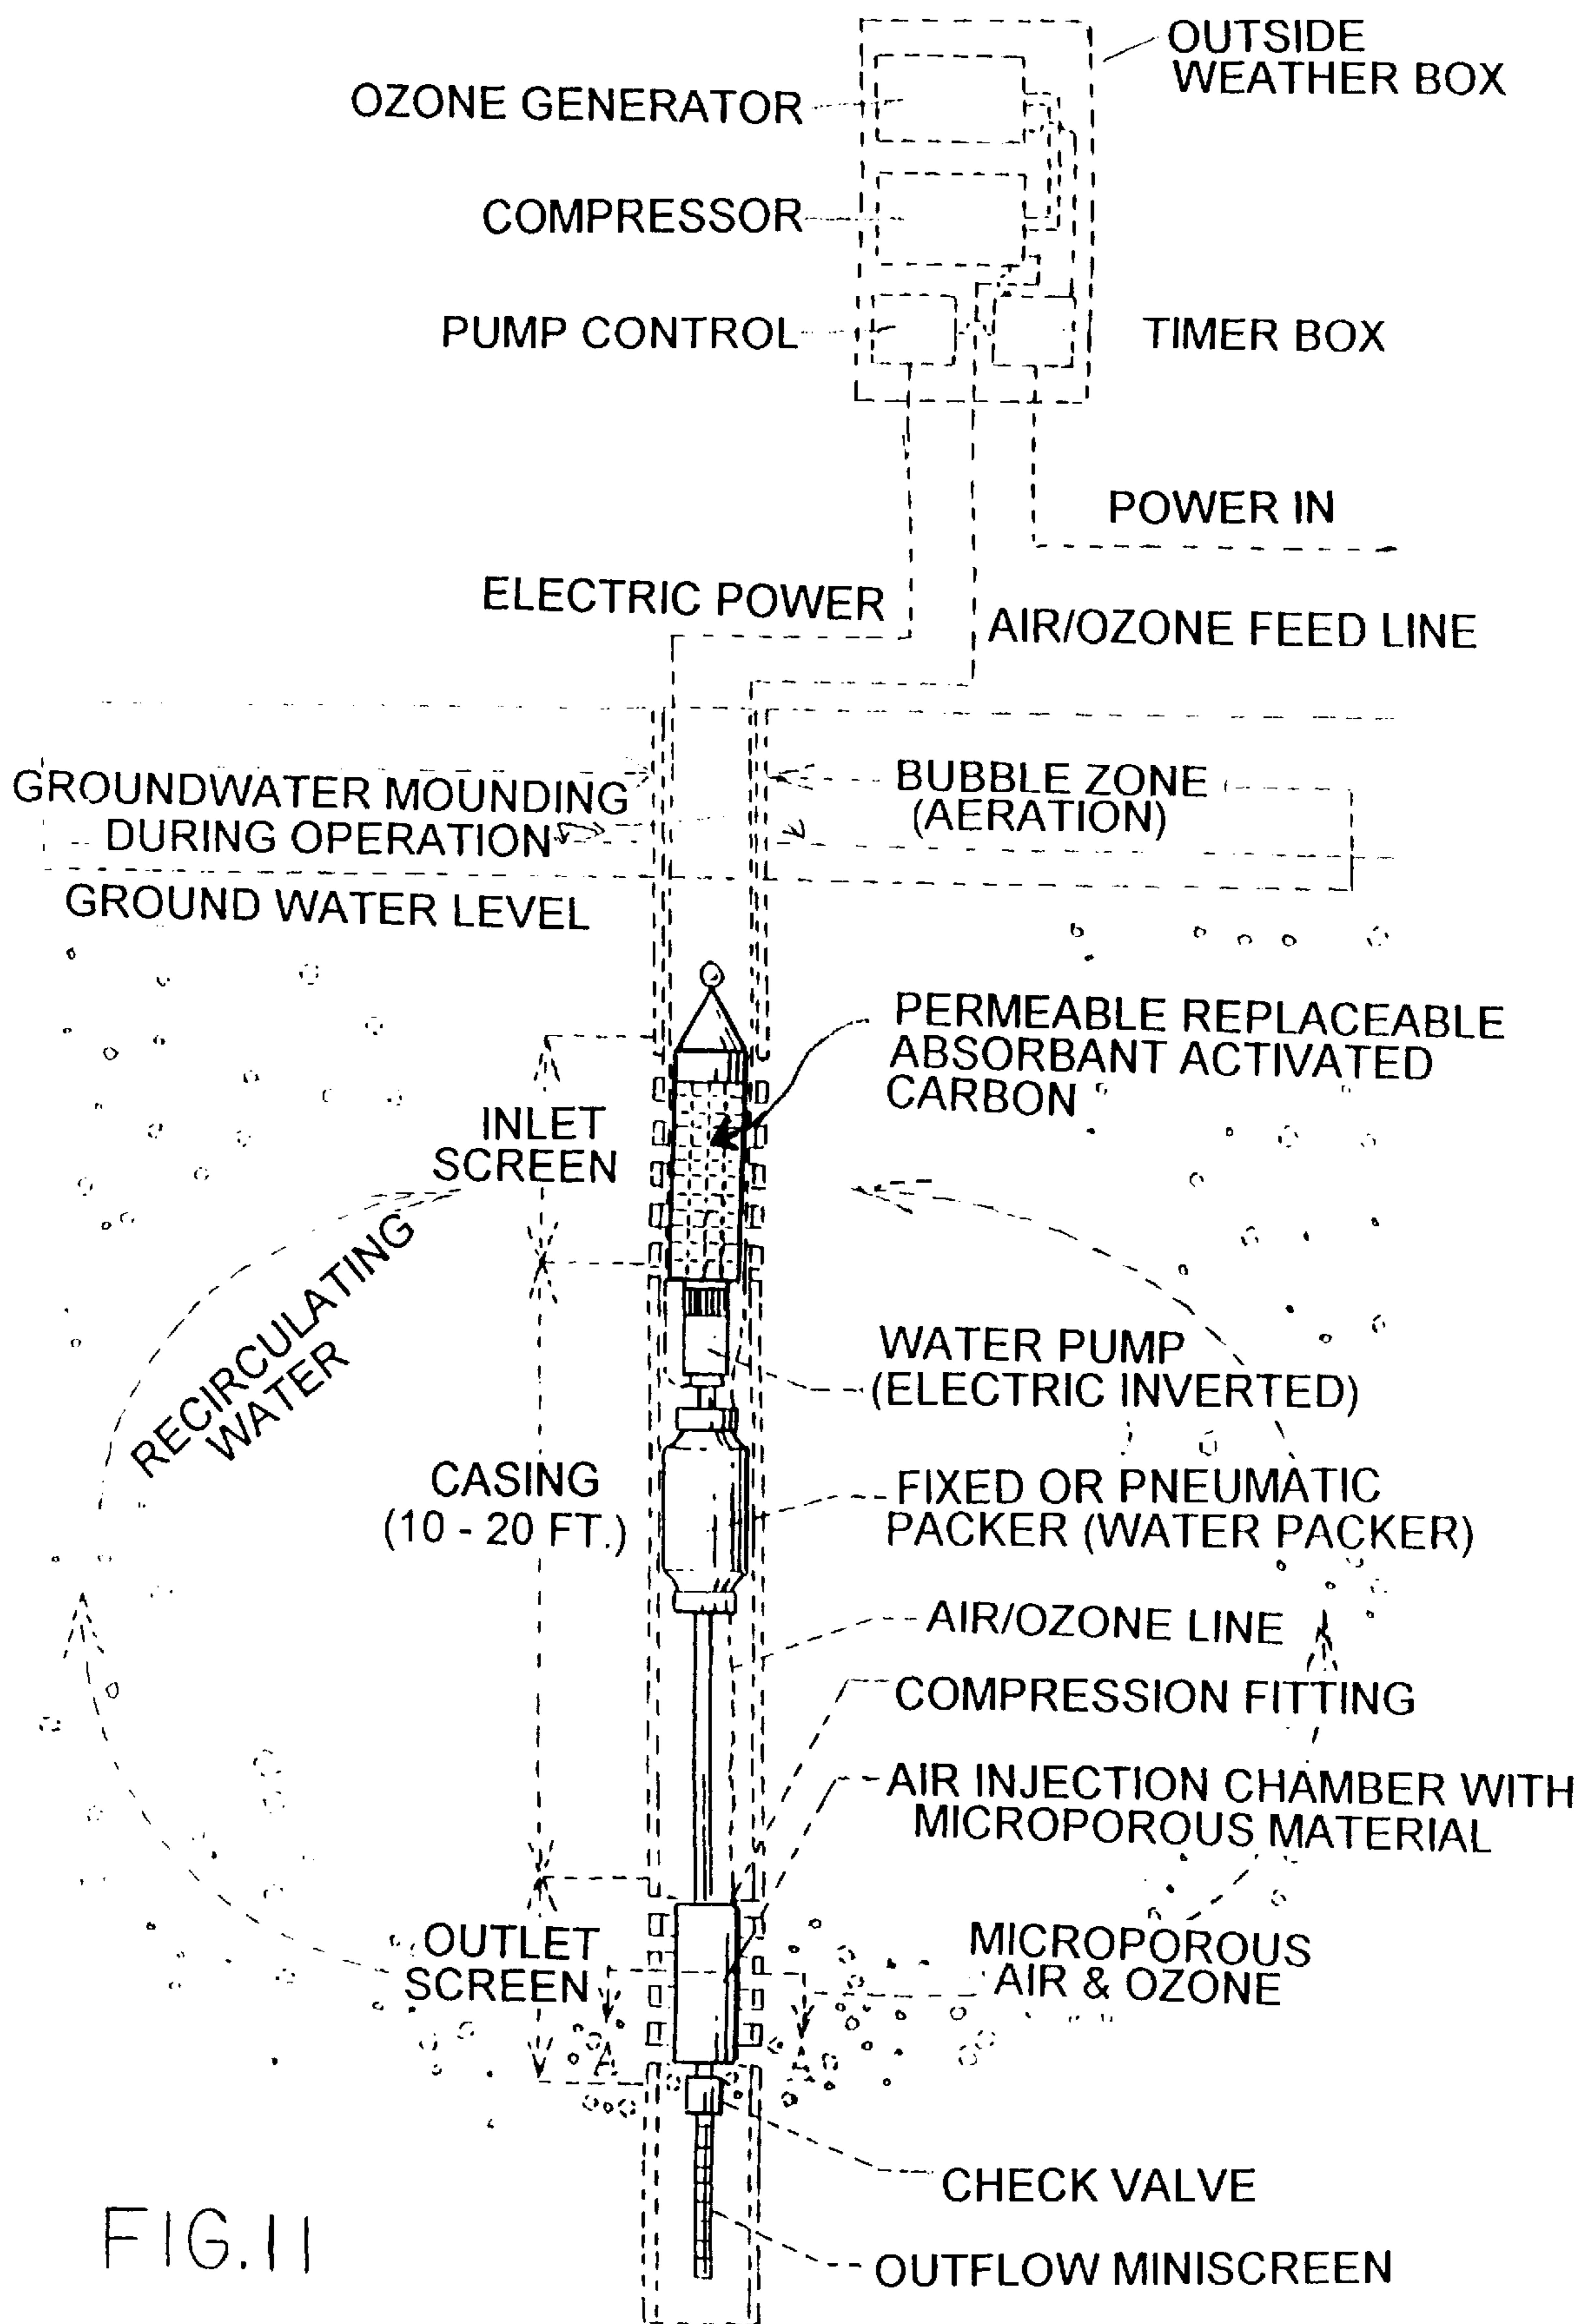 OUTSIDE
WEATHER BOX
OZONE GENERATOR
COMPRESSOR
PUMP CONTROL
TIMER BOX
POWER IN
ELECTRIC POWER
AIR/OZONE FEED LINE
GROUNDWATER MOUNDING
DURING OPERATION
BUBBLE ZONE
(AERATION)
GROUND WATER LEVEL
PERMEABLE REPLACEABLE
ABSORBANT ACTIVATED
CARBON
INLET
SCREEN
RECIRCULATING
WATER
WATER PUMP
(ELECTRIC INVERTED)
CASING
(10 - 20 FT.)
FIXED OR PNEUMATIC
PACKER (WATER PACKER)
AIR/OZONE LINE
COMPRESSION FITTING
AIR INJECTION CHAMBER WITH
MICROPOROUS MATERIAL
OUTLET
SCREEN
MICROPOROUS
AIR & OZONE
A
A
CHECK VALVE
OUTFLOW MINISCREEN
FIG.11